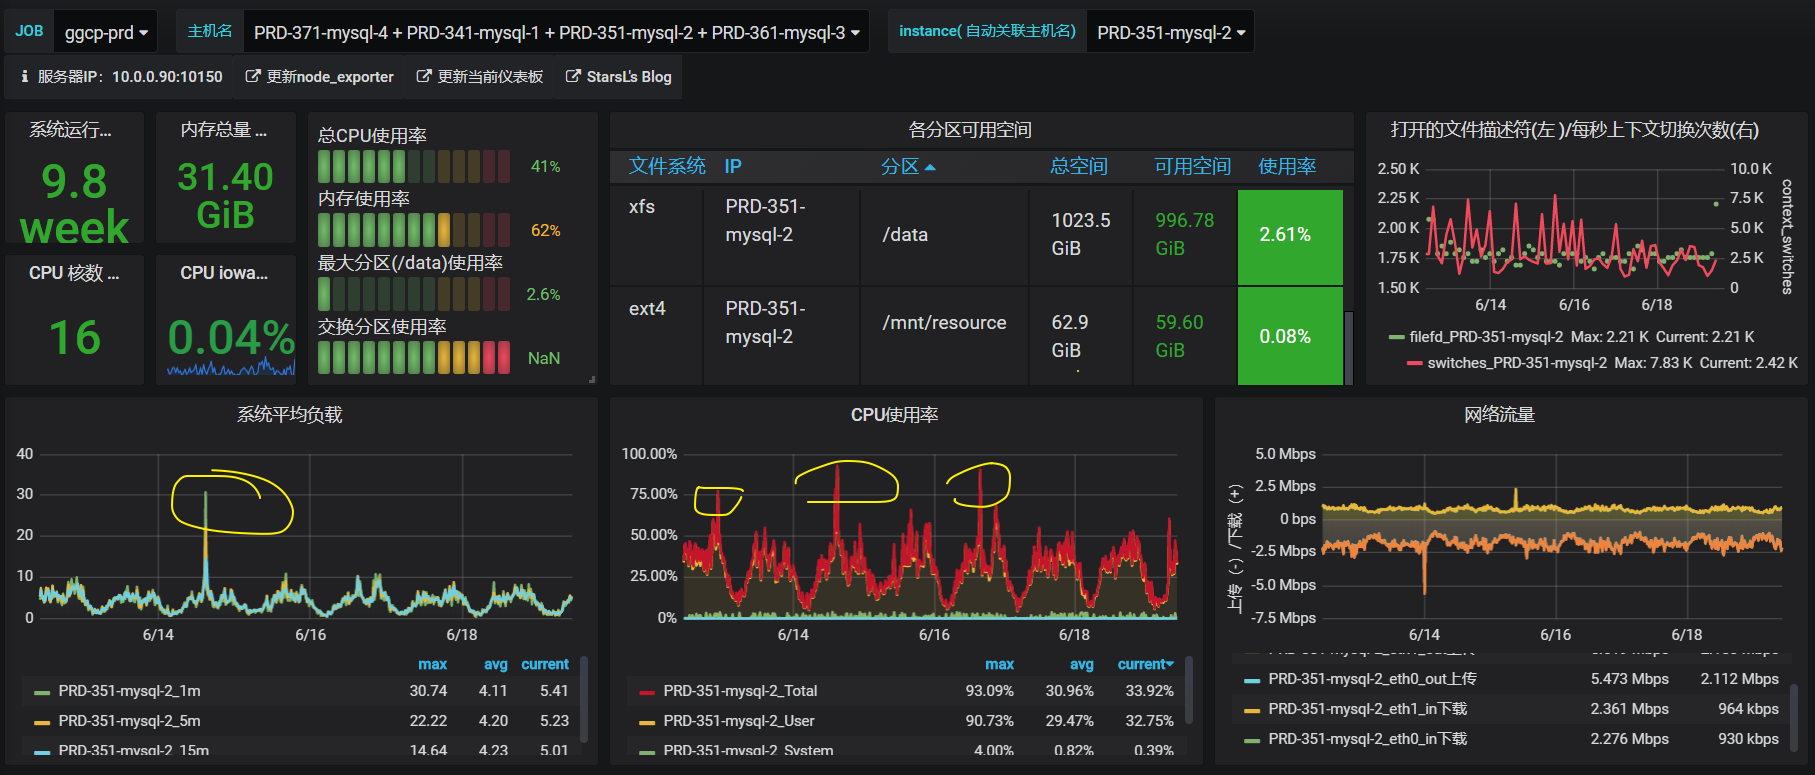 JOB ggcp-prd 主机名 PRD-371-mysql-4 + PRD-341-mysql-1 + PRD-351-mysql-2 + PRD-361-mysql-3 instance( 自动关联主机名) PRD-351-mysql-2
服务器IP：10.0.0.90:10150 更新node_exporter 更新当前仪表板 StarsL's Blog
系统运行...
9.8
week
内存总量 ...
31.40
GiB
CPU 核数 ...
16
CPU iowa...
0.04%
总CPU使用率
41%
内存使用率
62%
最大分区(/data)使用率
2.6%
交换分区使用率
NaN
各分区可用空间
文件系统 IP 分区 总空间 可用空间 使用率
xfs PRD-351-mysql-2 /data 1023.5 GiB 996.78 GiB 2.61%
ext4 PRD-351-mysql-2 /mnt/resource 62.9 GiB 59.60 GiB 0.08%
打开的文件描述符(左 )/每秒上下文切换次数(右)
2.50 K 10.0 K
2.25 K 7.5 K
2.00 K 5.0 K
1.75 K 2.5 K
1.50 K 0
context_switches
6/14 6/16 6/18
filefd_PRD-351-mysql-2 Max: 2.21 K Current: 2.21 K
switches_PRD-351-mysql-2 Max: 7.83 K Current: 2.42 K
系统平均负载
40
30
20
10
0
6/14 6/16 6/18
max avg current
PRD-351-mysql-2_1m 30.74 4.11 5.41
PRD-351-mysql-2_5m 22.22 4.20 5.23
PRD-351-mysql-2_15m 14.64 4.23 5.01
CPU使用率
100.00%
75.00%
50.00%
25.00%
0%
6/14 6/16 6/18
max avg current
PRD-351-mysql-2_Total 93.09% 30.96% 33.92%
PRD-351-mysql-2_User 90.73% 29.47% 32.75%
PRD-351-mysql-2_System 4.00% 0.82% 0.39%
网络流量
上传（-）/下载（+）
5.0 Mbps
2.5 Mbps
0 bps
-2.5 Mbps
-5.0 Mbps
-7.5 Mbps
6/14 6/16 6/18
PRD-351-mysql-2_eth0_out上传 5.473 Mbps 2.112 Mbps
PRD-351-mysql-2_eth1_in下载 2.361 Mbps 964 kbps
PRD-351-mysql-2_eth0_in下载 2.276 Mbps 930 kbps